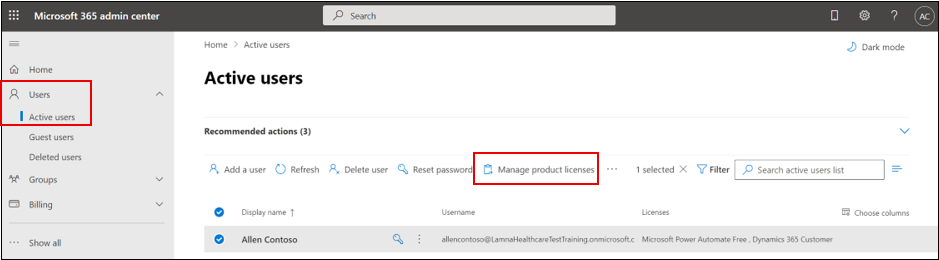 Microsoft 365 admin center
Search
?
AC
Home > Active users
Dark mode
Home
Users
Active users
Guest users
Deleted users
Groups
Billing
Show all
Active users
Recommended actions (3)
Add a user Refresh Delete user Reset password Manage product licenses ... 1 selected Filter Search active users list
Display name ↑ Username Licenses Choose columns
Allen Contoso allencontoso@LamnaHealthcareTestTraining.onmicrosoft.c Microsoft Power Automate Free , Dynamics 365 Customer